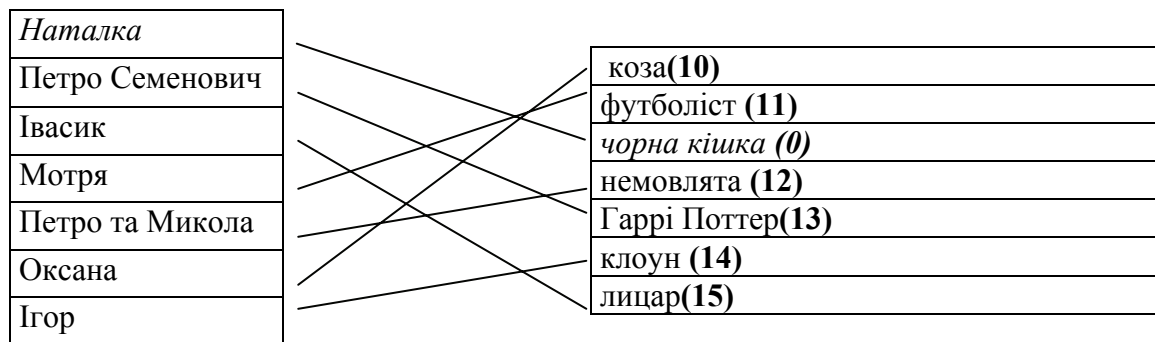 Наталка
Петро Семенович
Івасик
Мотря
Петро та Микола
Оксана
Ігор
коза(10)
футболіст (11)
чорна кішка (0)
немовлята (12)
Гаррі Поттер(13)
клоун (14)
лицар(15)